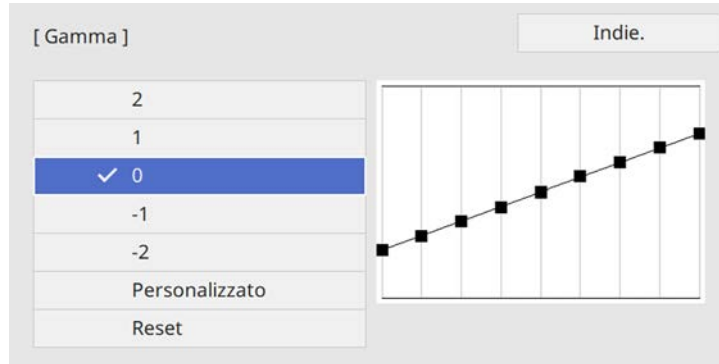 [ Gamma ]
Indie.
2
1
0
-1
-2
Personalizzato
Reset